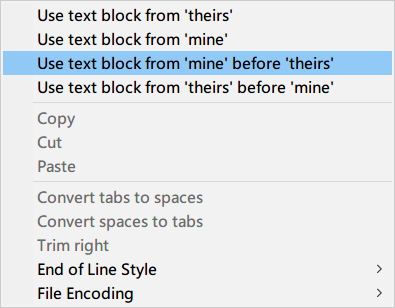 Use text block from 'theirs'
Use text block from 'mine'
Use text block from 'mine' before 'theirs'
Use text block from 'theirs' before 'mine'
Copy
Cut
Paste
Convert tabs to spaces
Convert spaces to tabs
Trim right
End of Line Style
File Encoding